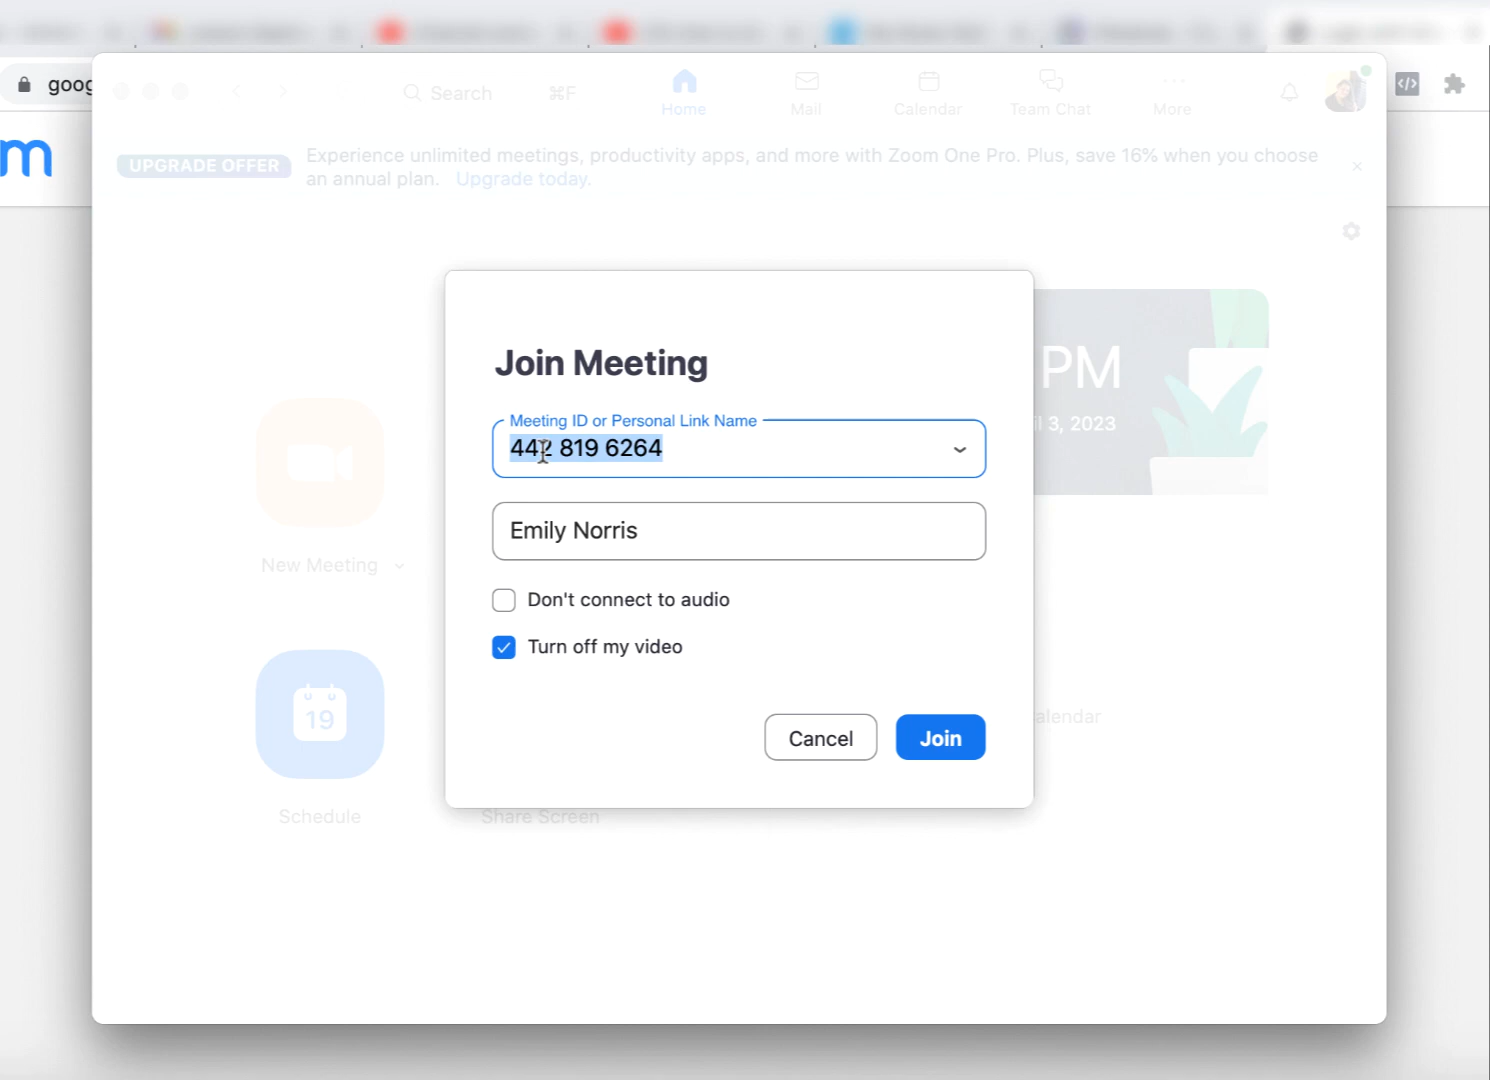 goog
Search
⌘F
Home
Mail
Calendar
Team Chat
More
m
UPGRADE OFFER
Experience unlimited meetings, productivity apps, and more with Zoom One Pro. Plus, save 16% when you choose
an annual plan. Upgrade today.
Join Meeting
PM
Meeting ID or Personal Link Name
il 3, 2023
442 819 6264
Emily Norris
New Meeting
Don't connect to audio
Turn off my video
19
alendar
Cancel
Join
Schedule
Share Screen